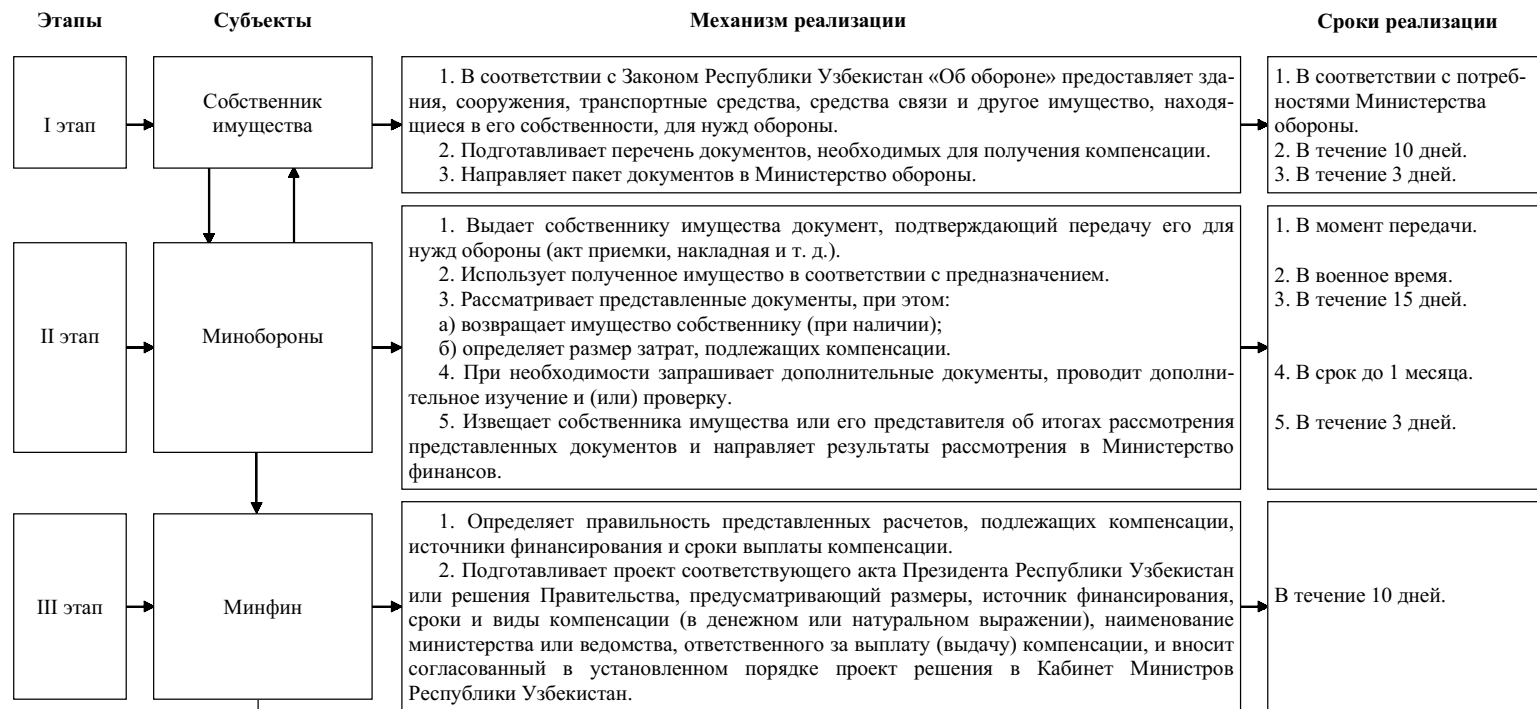 Этапы
Субъекты
Механизм реализации
Сроки реализации
I этап
Собственник
имущества
1. В соответствии с Законом Республики Узбекистан «Об обороне» предоставляет зда-
ния, сооружения, транспортные средства, средства связи и другое имущество, находя-
щиеся в его собственности, для нужд обороны.
2. Подготавливает перечень документов, необходимых для получения компенсации.
3. Направляет пакет документов в Министерство обороны.
1. В соответствии с потреб-
ностями Министерства
обороны.
2. В течение 10 дней.
3. В течение 3 дней.
II этап
Минобороны
1. Выдает собственнику имущества документ, подтверждающий передачу его для
нужд обороны (акт приемки, накладная и т. д.).
2. Использует полученное имущество в соответствии с предназначением.
3. Рассматривает представленные документы, при этом:
а) возвращает имущество собственнику (при наличии);
б) определяет размер затрат, подлежащих компенсации.
4. При необходимости запрашивает дополнительные документы, проводит дополни-
тельное изучение и (или) проверку.
5. Извещает собственника имущества или его представителя об итогах рассмотрения
представленных документов и направляет результаты рассмотрения в Министерство
финансов.
1. В момент передачи.
2. В военное время.
3. В течение 15 дней.
4. В срок до 1 месяца.
5. В течение 3 дней.
III этап
Минфин
1. Определяет правильность представленных расчетов, подлежащих компенсации,
источники финансирования и сроки выплаты компенсации.
2. Подготавливает проект соответствующего акта Президента Республики Узбекистан
или решения Правительства, предусматривающий размеры, источник финансирования,
сроки и виды компенсации (в денежном или натуральном выражении), наименование
министерства или ведомства, ответственного за выплату (выдачу) компенсации, и вносит
согласованный в установленном порядке проект решения в Кабинет Министров
Республики Узбекистан.
В течение 10 дней.